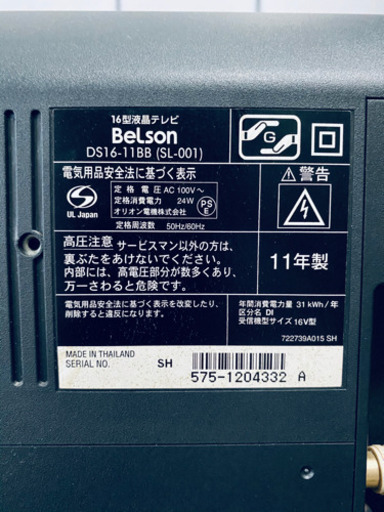 16型液晶テレビ
BeLson
DS16-11BB (SL-001)
G
電気用品安全法に基づく表示
定格電圧 AC 100V～
定格消費電力 24W
オリオン電機株式会社
定格周波数 50Hz/60Hz
UL Japan
PS
E
警告
高圧注意 サービスマン以外の方は、
裏ぶたをあけないでください。
内部には、高電圧部分が数多くあり、
万一さわると危険です。
11年製
電気用品安全法に基づく表示を改変したり、
削除すると違反になります。
年間消費電力量 31 kWh/年
区分名 DI
受信機型サイズ 16V型
722739A015 SH
MADE IN THAILAND
SERIAL NO.
SH
575-1204332 A